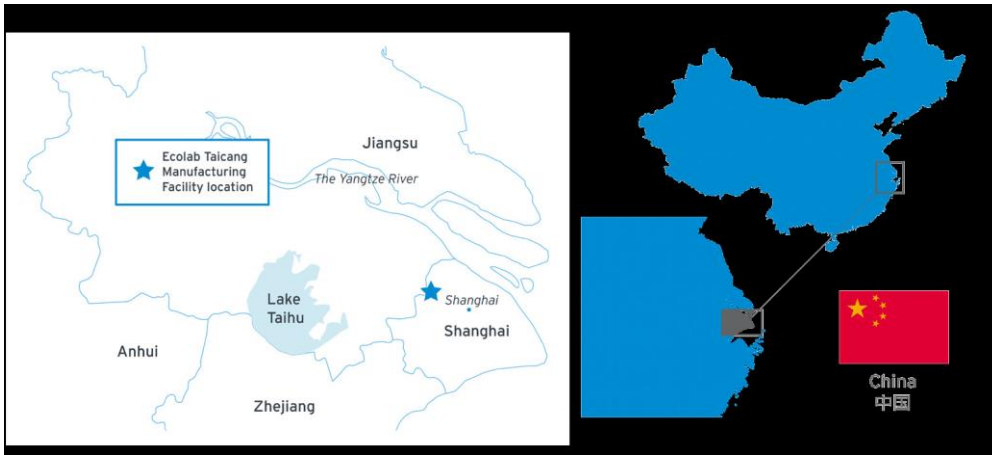 Ecolab Taicang
Manufacturing
Facility location
Jiangsu
The Yangtze River
Lake
Taihu
Shanghai
Shanghai
Anhui
Zhejiang
China
中国